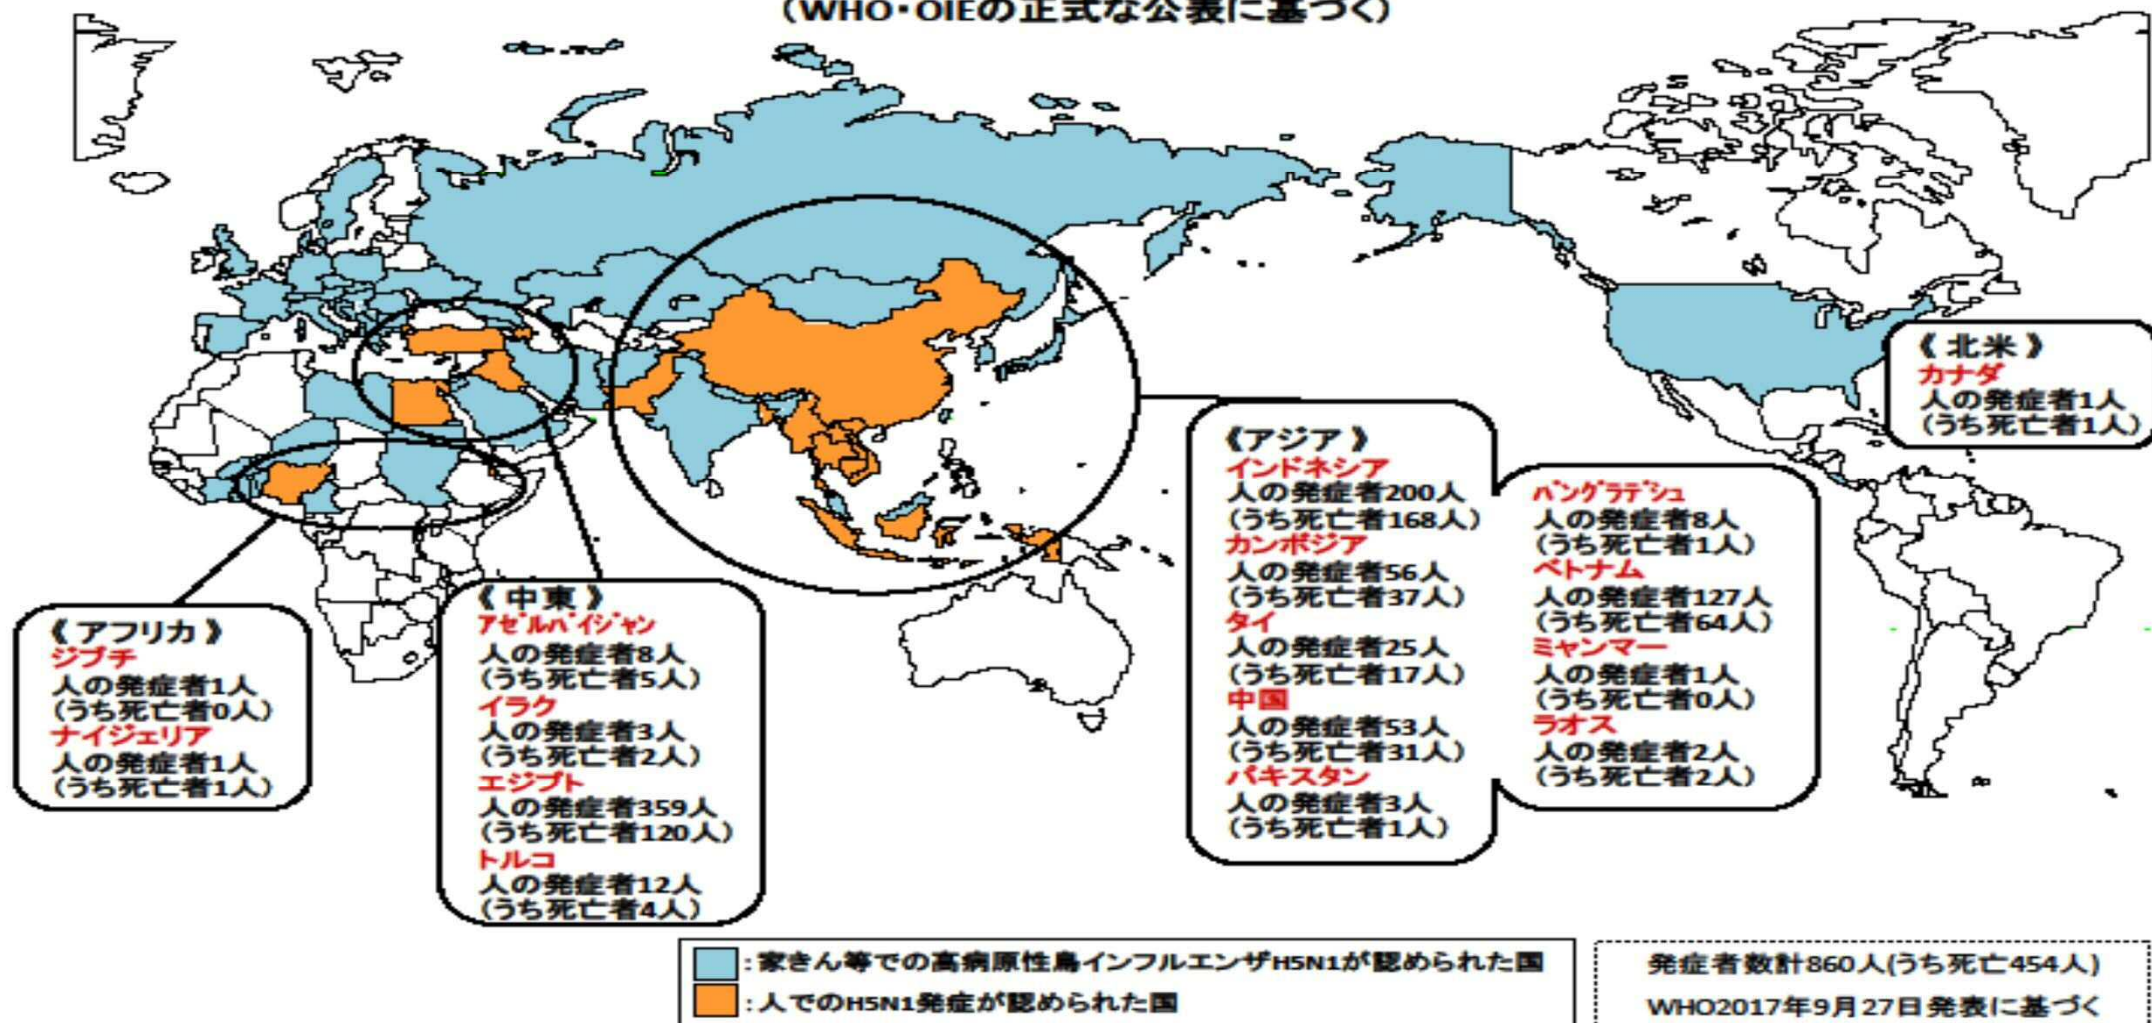 (WHO・OIEの正式な公表に基づく)
《 北米 》
カナダ
人の発症者1人
(うち死亡者1人)
《アジア 》
インドネシア
人の発症者200人
(うち死亡者168人)
カンボジア
人の発症者56人
(うち死亡者37人)
タイ
人の発症者25人
(うち死亡者17人)
中国
人の発症者53人
(うち死亡者31人)
パキスタン
人の発症者3人
(うち死亡者1人)
バングラデシュ
人の発症者8人
(うち死亡者1人)
ベトナム
人の発症者127人
(うち死亡者64人)
ミャンマー
人の発症者1人
(うち死亡者0人)
ラオス
人の発症者2人
(うち死亡者2人)
《 アフリカ 》
ジブチ
人の発症者1人
(うち死亡者0人)
ナイジェリア
人の発症者1人
(うち死亡者1人)
《 中東 》
アゼルバイジャン
人の発症者8人
(うち死亡者5人)
イラク
人の発症者3人
(うち死亡者2人)
エジプト
人の発症者359人
(うち死亡者120人)
トルコ
人の発症者12人
(うち死亡者4人)
:家きん等での高病原性鳥インフルエンザH5N1が認められた国
:人でのH5N1発症が認められた国
発症者数計860人(うち死亡454人)
WHO2017年9月27日発表に基づく